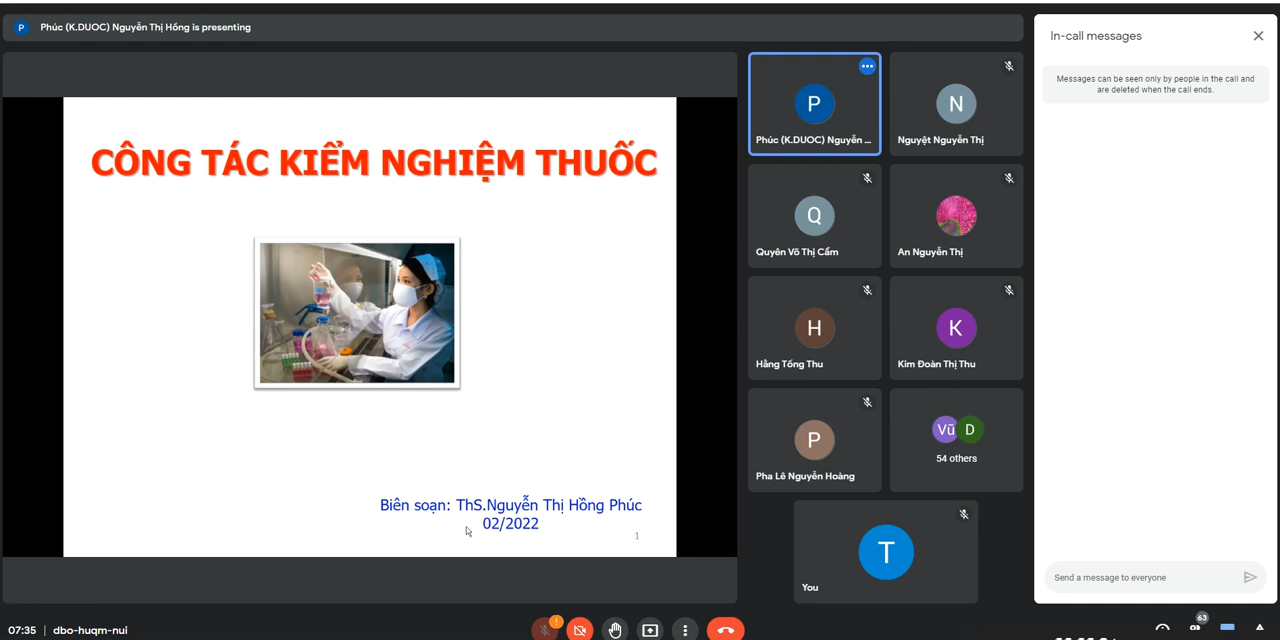 P Phúc (K.DUOC) Nguyễn Thị Hồng is presenting
In-call messages
Messages can be seen only by people in the call and
are deleted when the call ends.
CÔNG TÁC KIỂM NGHIỆM THUỐC
Biên soạn: ThS.Nguyễn Thị Hồng Phúc
02/2022
1
P
Phúc (K.DUOC) Nguyễn ...
N
Nguyệt Nguyễn Thị
Q
Quyên Võ Thị Cẩm
An Nguyễn Thị
H
Hằng Tống Thu
K
Kim Đoàn Thị Thu
P
Pha Lê Nguyễn Hoàng
Vũ D
54 others
T
You
Send a message to everyone
07:35 | dbo-huqm-nui
!
63